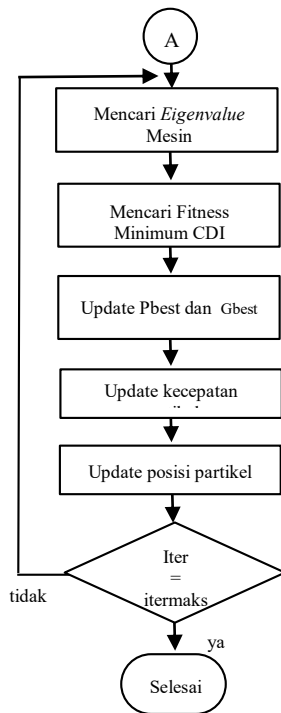 A
Mencari Eigenvalue
Mesin
Mencari Fitness
Minimum CDI
Update Pbest dan Gbest
Update kecepatan
Update posisi partikel
Iter
=
itermaks
tidak
ya
Selesai